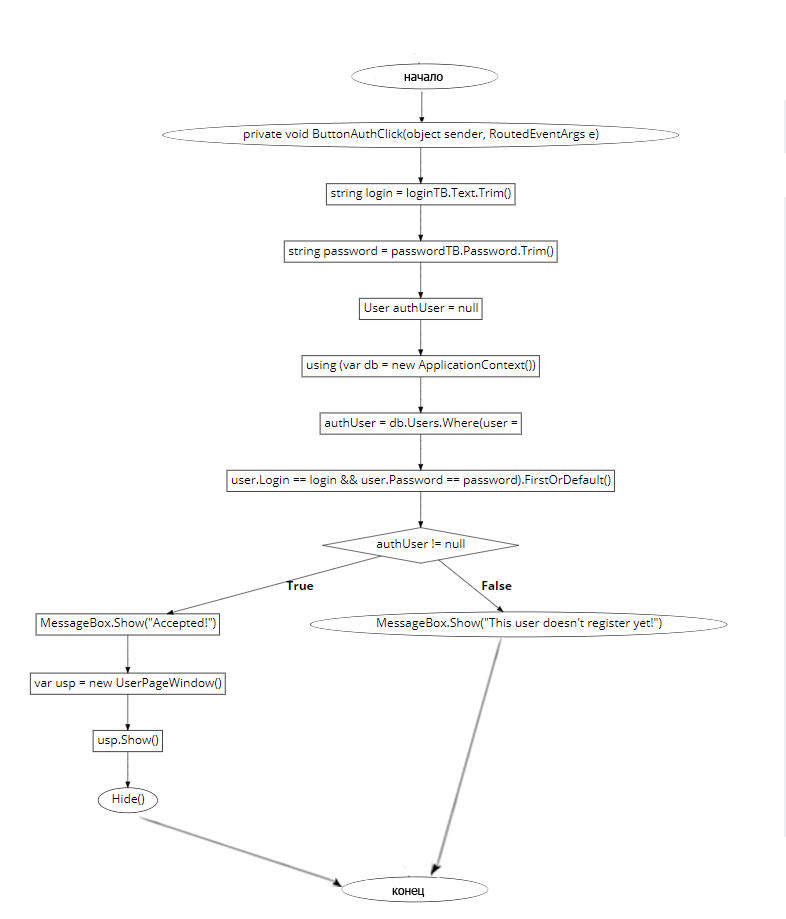 начало
private void ButtonAuthClick(object sender, RoutedEventArgs e)
string login = loginTB.Text.Trim()
string password = passwordTB.Password.Trim()
User authUser = null
using (var db = new ApplicationContext())
authUser = db.Users.Where(user =
user.Login == login && user.Password == password).FirstOrDefault()
authUser != null
True
False
MessageBox.Show("Accepted!")
MessageBox.Show("This user doesn't register yet!")
var usp = new UserPageWindow()
usp.Show()
Hide()
конец